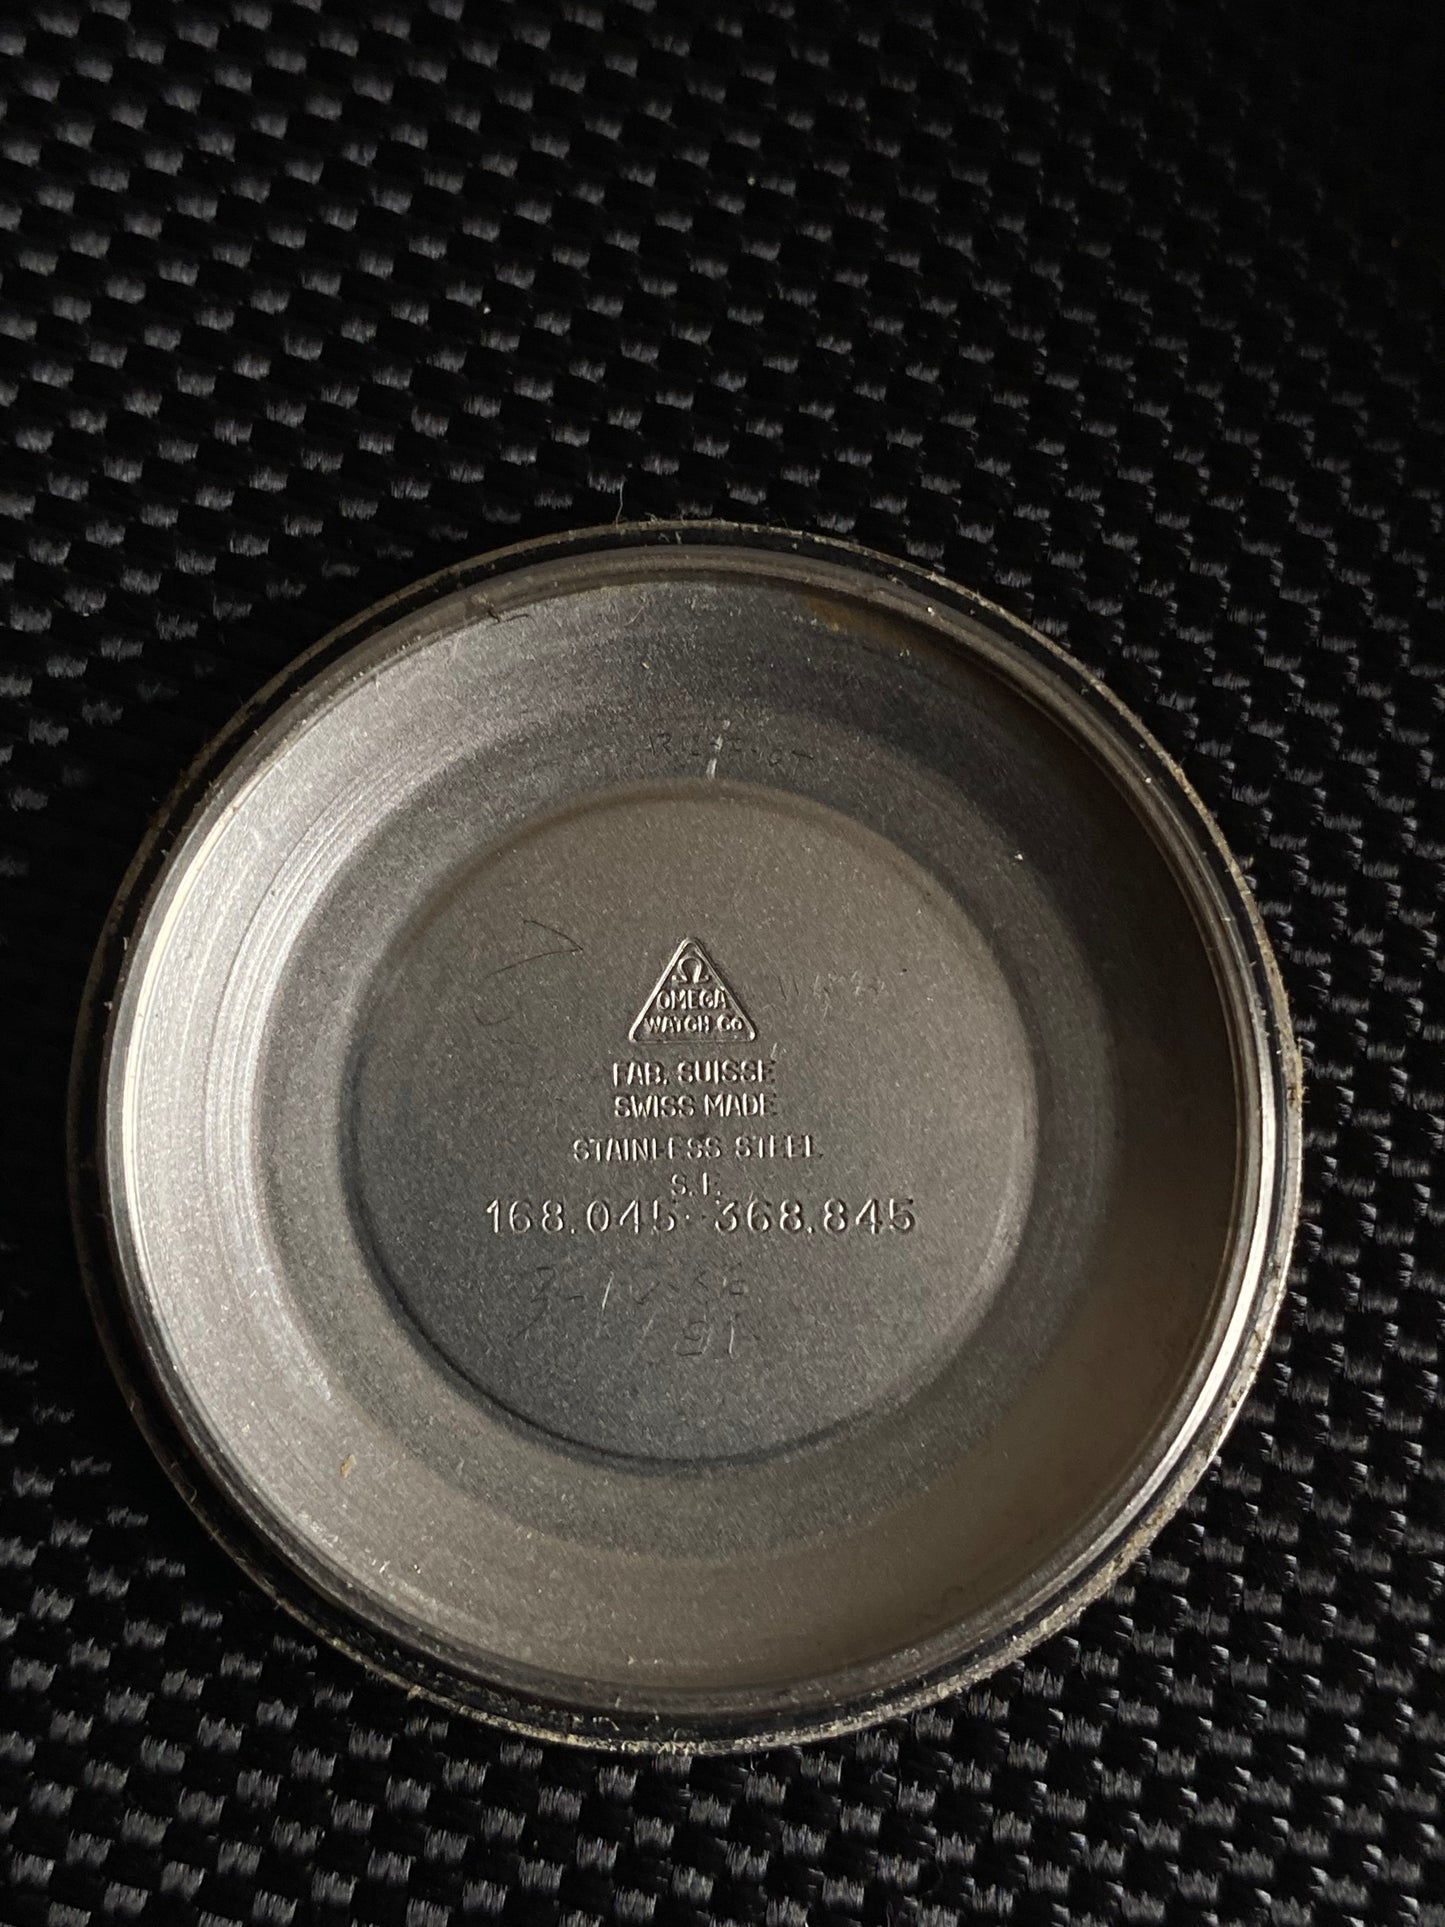 Ω
OMEGA
WATCH CO
FAB. SUISSE
SWISS MADE
STAINLESS STEEL
168.045-368.845